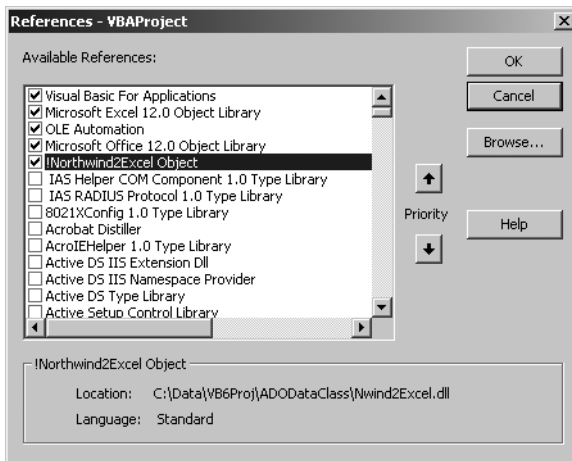 References - VBAProject
Available References:
Visual Basic For Applications
Microsoft Excel 12.0 Object Library
OLE Automation
Microsoft Office 12.0 Object Library
!Northwind2Excel Object
IAS Helper COM Component 1.0 Type Library
IAS RADIUS Protocol 1.0 Type Library
8021XConfig 1.0 Type Library
Acrobat Distiller
AcroIEHelper 1.0 Type Library
Active DS IIS Extension Dll
Active DS IIS Namespace Provider
Active DS Type Library
Active Setup Control Library
OK
Cancel
Browse...
Priority
Help
!Northwind2Excel Object
Location: C:\Data\VB6Proj\ADODataClass\Nwind2Excel.dll
Language: Standard